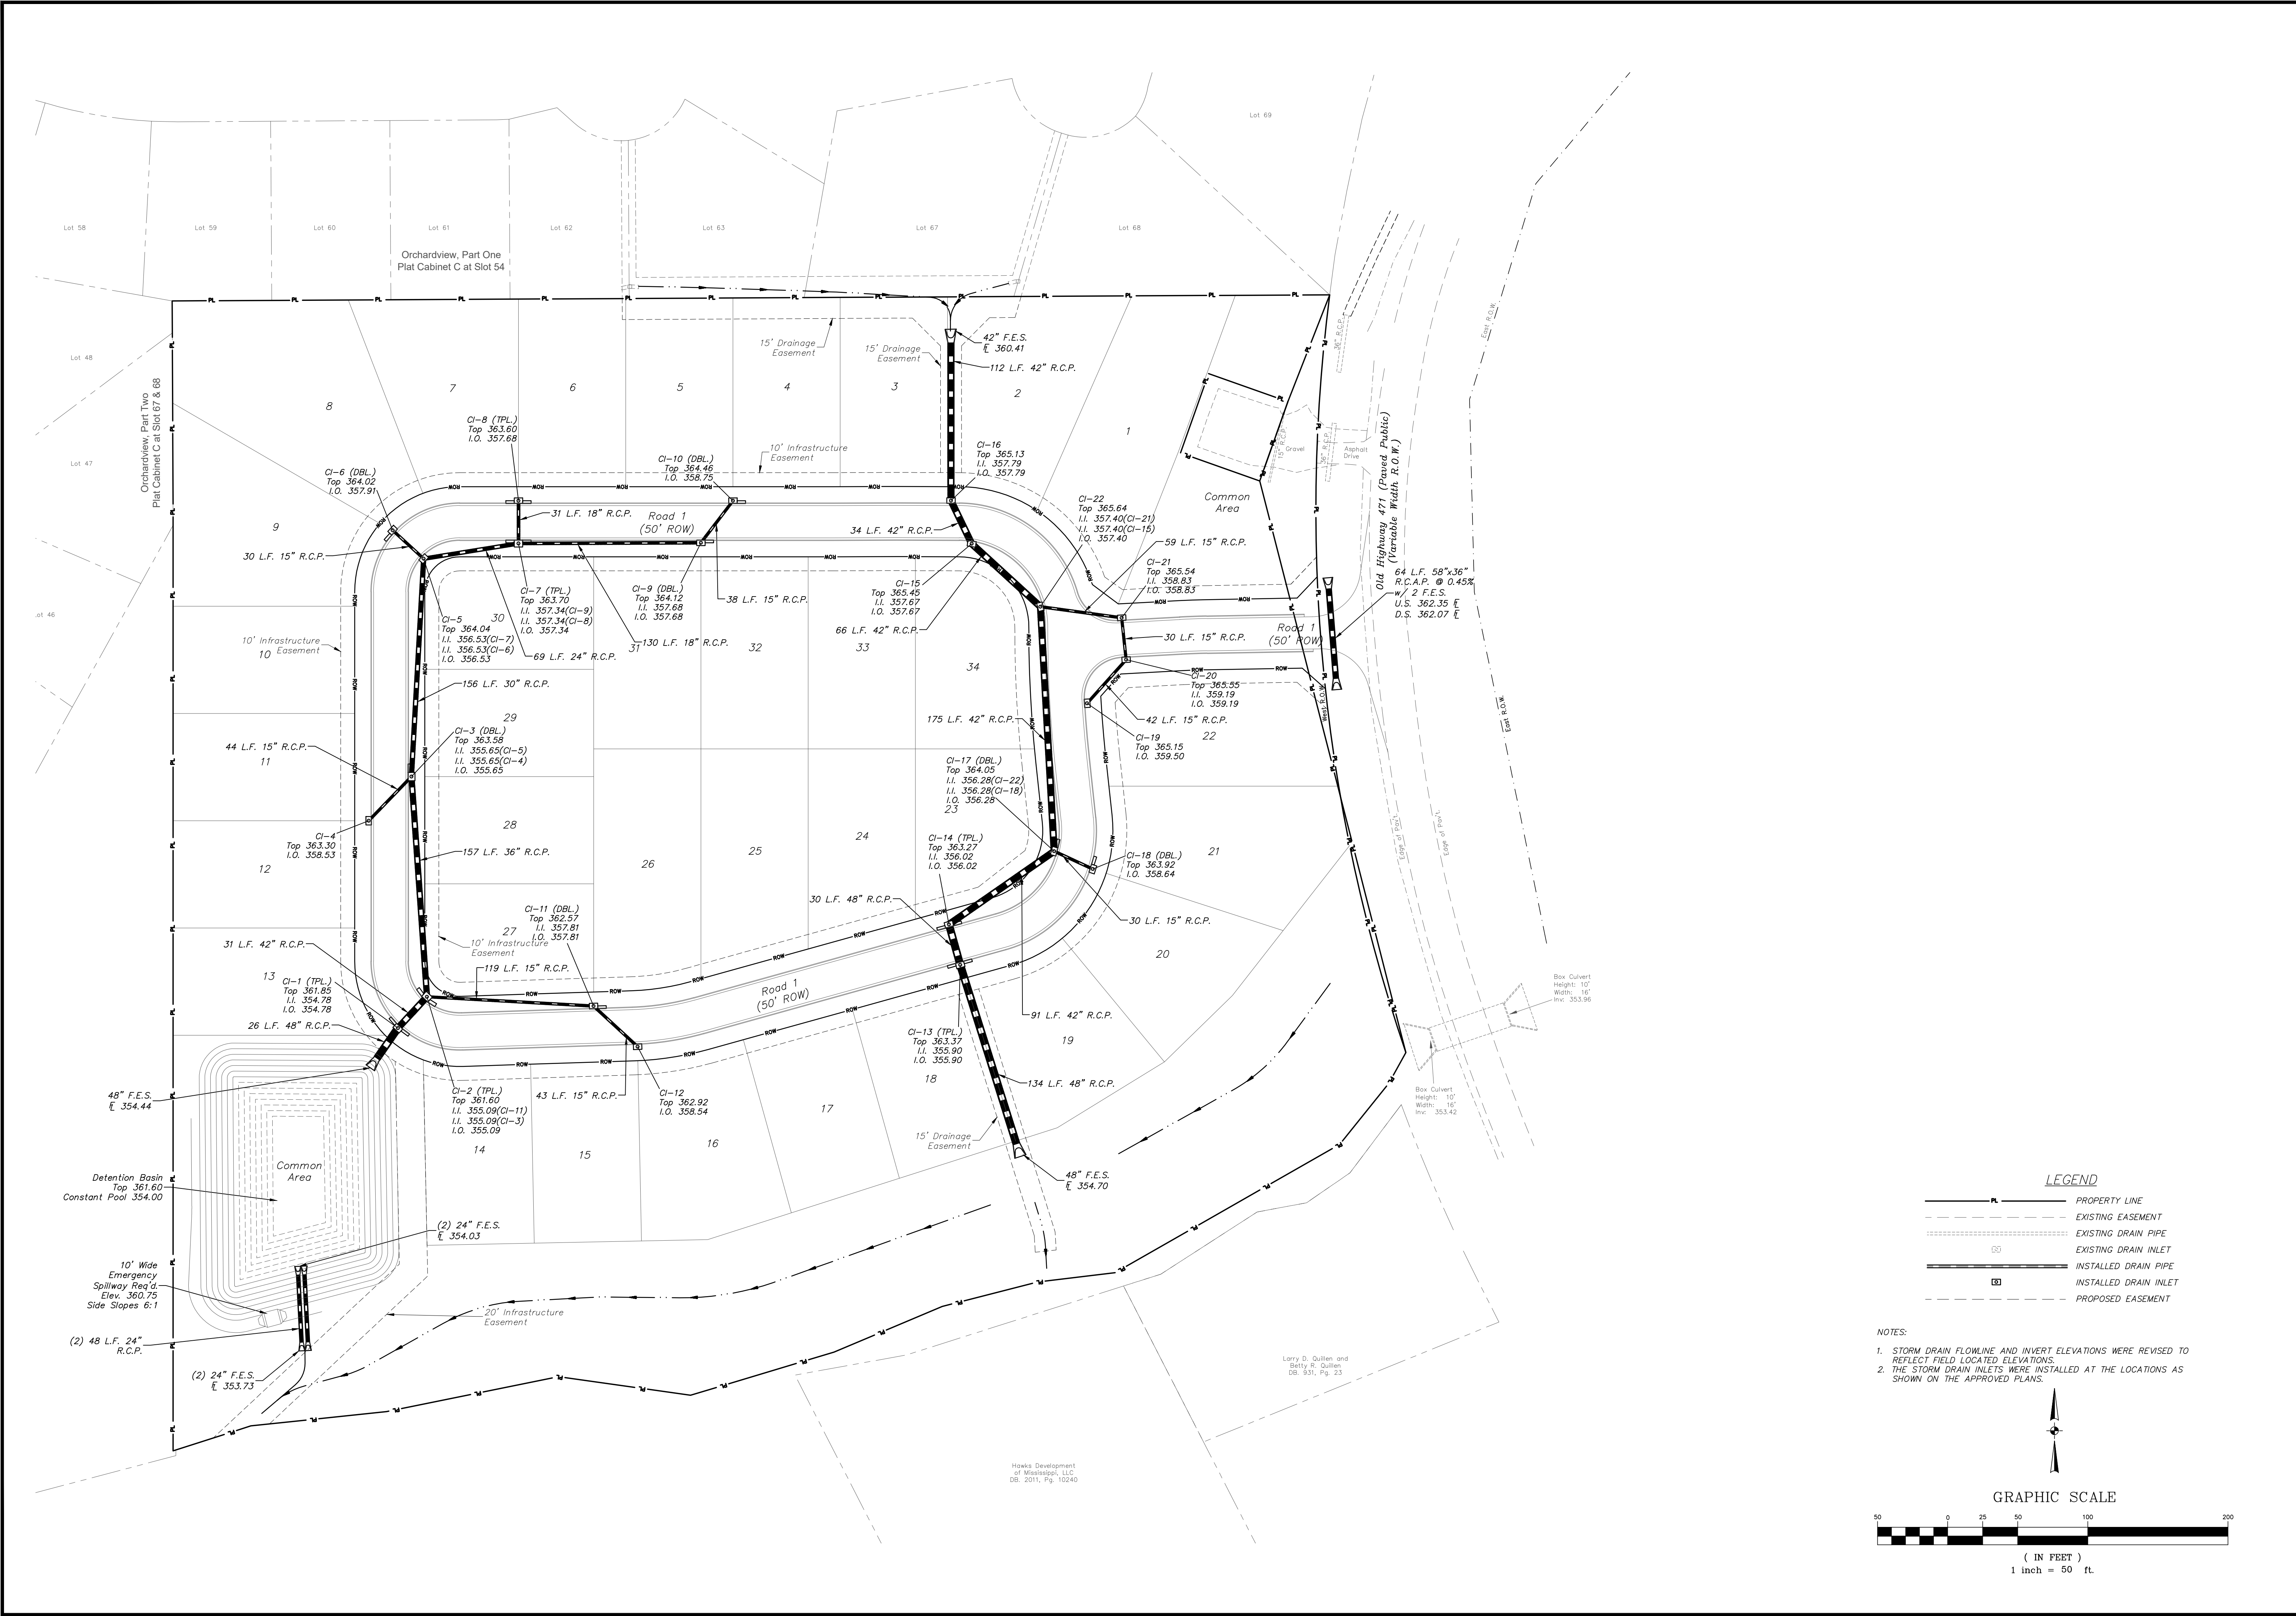 Lot 69
Lot 58
Lot 59
Lot 60
Lot 61
Lot 62
Lot 63
Lot 67
Lot 68
Orchardview, Part One
Plat Cabinet C at Slot 54
Lot 48
Lot 47
Lot 46
Orchardview, Part Two
Plat Cabinet C at Slot 67 & 68
East R.O.W.
East R.O.W.
West R.O.W.
Edge of Pav't.
Edge of Pav't.
15' Drainage
Easement
15' Drainage
Easement
42" F.E.S.
℄ 360.41
112 L.F. 42" R.C.P.
36" R.C.P.
36" R.C.P.
15" R.C.P.
Gravel
Asphalt
Drive
Old Highway 471 (Paved Public)
(Variable Width R.O.W.)
Common
Area
1
2
3
4
5
6
7
8
9
10
11
12
13
14
15
16
17
18
19
20
21
22
23
24
25
26
27
28
29
30
31
32
33
34
CI-8 (TPL.)
Top 363.60
I.O. 357.68
CI-10 (DBL.)
Top 364.46
I.O. 358.75
10' Infrastructure
Easement
CI-6 (DBL.)
Top 364.02
I.O. 357.91
CI-16
Top 365.13
I.I. 357.79
I.O. 357.79
CI-22
Top 365.64
I.I. 357.40(CI-21)
I.I. 357.40(CI-15)
I.O. 357.40
31 L.F. 18" R.C.P.
Road 1
(50' ROW)
34 L.F. 42" R.C.P.
59 L.F. 15" R.C.P.
30 L.F. 15" R.C.P.
CI-21
Top 365.54
I.I. 358.83
I.O. 358.83
64 L.F. 58"x36"
R.C.A.P. @ 0.45%
w/ 2 F.E.S.
U.S. 362.35 ℄
D.S. 362.07 ℄
CI-7 (TPL.)
Top 363.70
I.I. 357.34(CI-9)
I.I. 357.34(CI-8)
I.O. 357.34
CI-9 (DBL.)
Top 364.12
I.I. 357.68
I.O. 357.68
38 L.F. 15" R.C.P.
CI-15
Top 365.45
I.I. 357.67
I.O. 357.67
66 L.F. 42" R.C.P.
CI-5
Top 364.04
I.I. 356.53(CI-7)
I.I. 356.53(CI-6)
I.O. 356.53
10' Infrastructure
Easement
130 L.F. 18" R.C.P.
69 L.F. 24" R.C.P.
30 L.F. 15" R.C.P.
Road 1
(50' ROW)
156 L.F. 30" R.C.P.
CI-20
Top 365.55
I.I. 359.19
I.O. 359.19
42 L.F. 15" R.C.P.
175 L.F. 42" R.C.P.
CI-19
Top 365.15
I.O. 359.50
44 L.F. 15" R.C.P.
CI-3 (DBL.)
Top 363.58
I.I. 355.65(CI-5)
I.I. 355.65(CI-4)
I.O. 355.65
CI-17 (DBL.)
Top 364.05
I.I. 356.28(CI-22)
I.I. 356.28(CI-18)
I.O. 356.28
CI-4
Top 363.30
I.O. 358.53
157 L.F. 36" R.C.P.
CI-14 (TPL.)
Top 363.27
I.I. 356.02
I.O. 356.02
CI-18 (DBL.)
Top 363.92
I.O. 358.64
30 L.F. 48" R.C.P.
30 L.F. 15" R.C.P.
CI-11 (DBL.)
Top 362.57
I.I. 357.81
I.O. 357.81
31 L.F. 42" R.C.P.
10' Infrastructure
Easement
119 L.F. 15" R.C.P.
CI-1 (TPL.)
Top 361.85
I.I. 354.78
I.O. 354.78
26 L.F. 48" R.C.P.
Road 1
(50' ROW)
91 L.F. 42" R.C.P.
CI-13 (TPL.)
Top 363.37
I.I. 355.90
I.O. 355.90
134 L.F. 48" R.C.P.
Box Culvert
Height: 10'
Width: 16'
Inv: 353.96
Box Culvert
Height: 10'
Width: 16'
Inv: 353.42
48" F.E.S.
℄ 354.44
CI-2 (TPL.)
Top 361.60
I.I. 355.09(CI-11)
I.I. 355.09(CI-3)
I.O. 355.09
43 L.F. 15" R.C.P.
CI-12
Top 362.92
I.O. 358.54
15' Drainage
Easement
48" F.E.S.
℄ 354.70
Common
Area
Detention Basin
Top 361.60
Constant Pool 354.00
(2) 24" F.E.S.
℄ 354.03
10' Wide
Emergency
Spillway Req'd.
Elev. 360.75
Side Slopes 6:1
20' Infrastructure
Easement
(2) 48 L.F. 24"
R.C.P.
(2) 24" F.E.S.
℄ 353.73
Larry D. Quillen and
Betty R. Quillen
DB. 931, Pg. 23
Hawks Development
of Mississippi, LLC
DB. 2011, Pg. 10240
LEGEND
PL PROPERTY LINE
EXISTING EASEMENT
EXISTING DRAIN PIPE
EXISTING DRAIN INLET
INSTALLED DRAIN PIPE
INSTALLED DRAIN INLET
PROPOSED EASEMENT
NOTES:
1. STORM DRAIN FLOWLINE AND INVERT ELEVATIONS WERE REVISED TO
REFLECT FIELD LOCATED ELEVATIONS.
2. THE STORM DRAIN INLETS WERE INSTALLED AT THE LOCATIONS AS
SHOWN ON THE APPROVED PLANS.
GRAPHIC SCALE
50 0 25 50 100 200
( IN FEET )
1 inch = 50 ft.